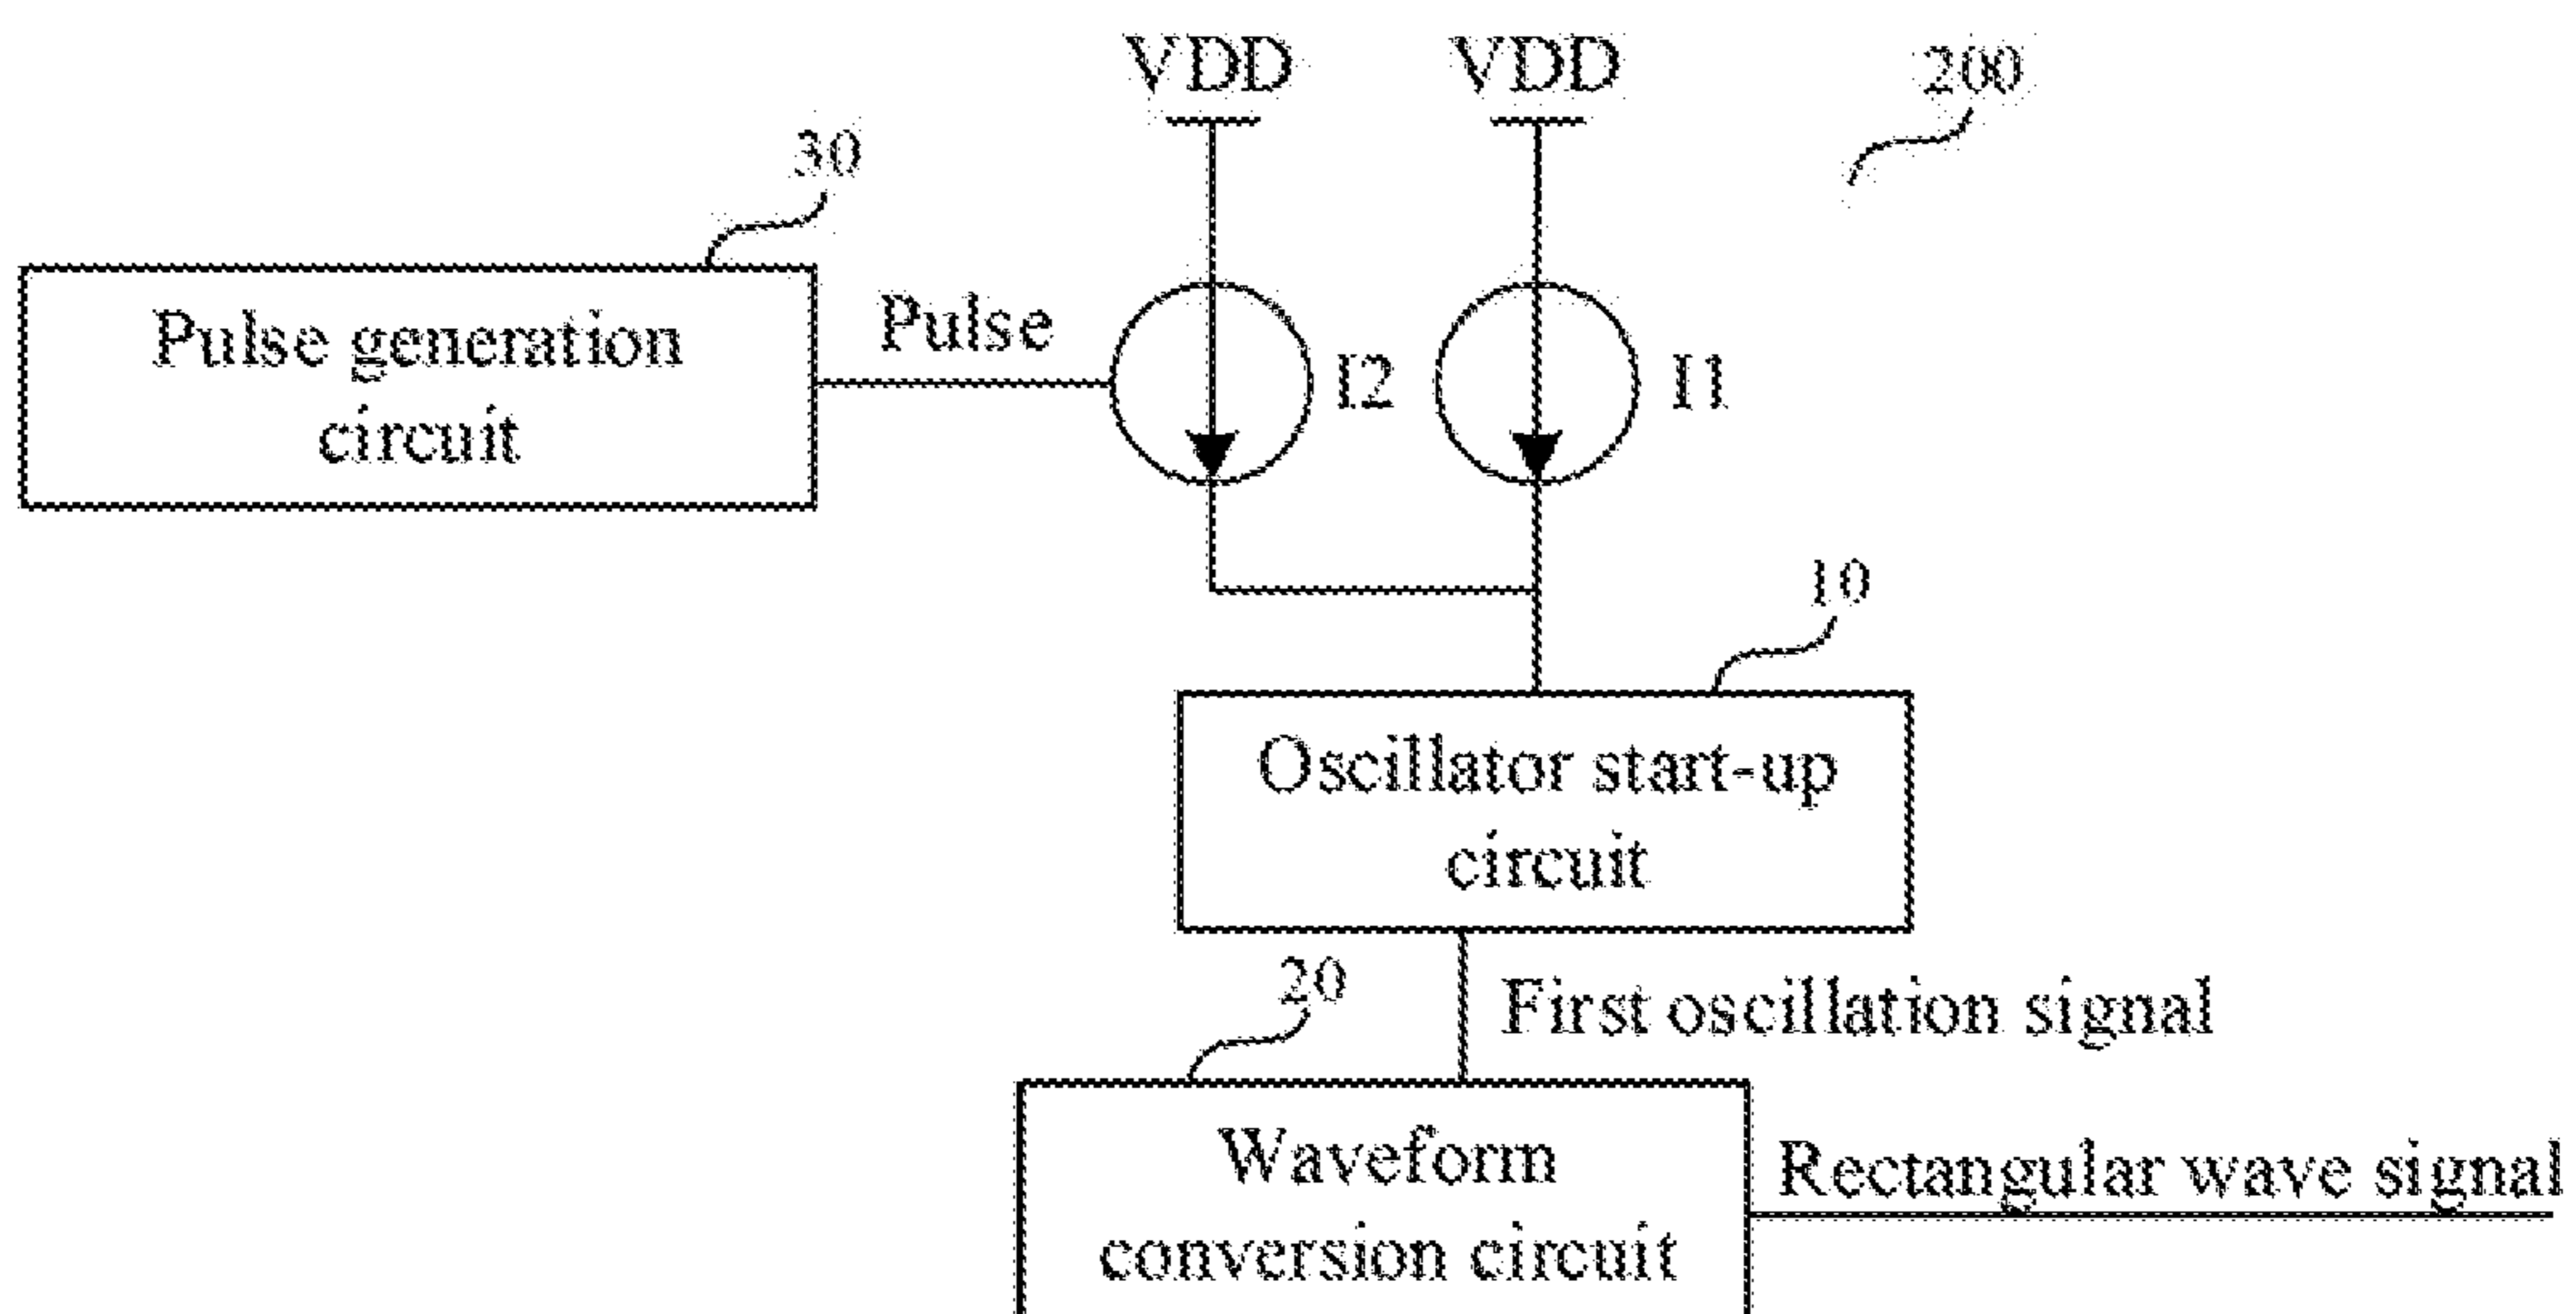 VDD
VDD
200
30
Pulse generation
circuit
Pulse
I2
I1
10
Oscillator start-up
circuit
20
First oscillation signal
Waveform
conversion circuit
Rectangular wave signal